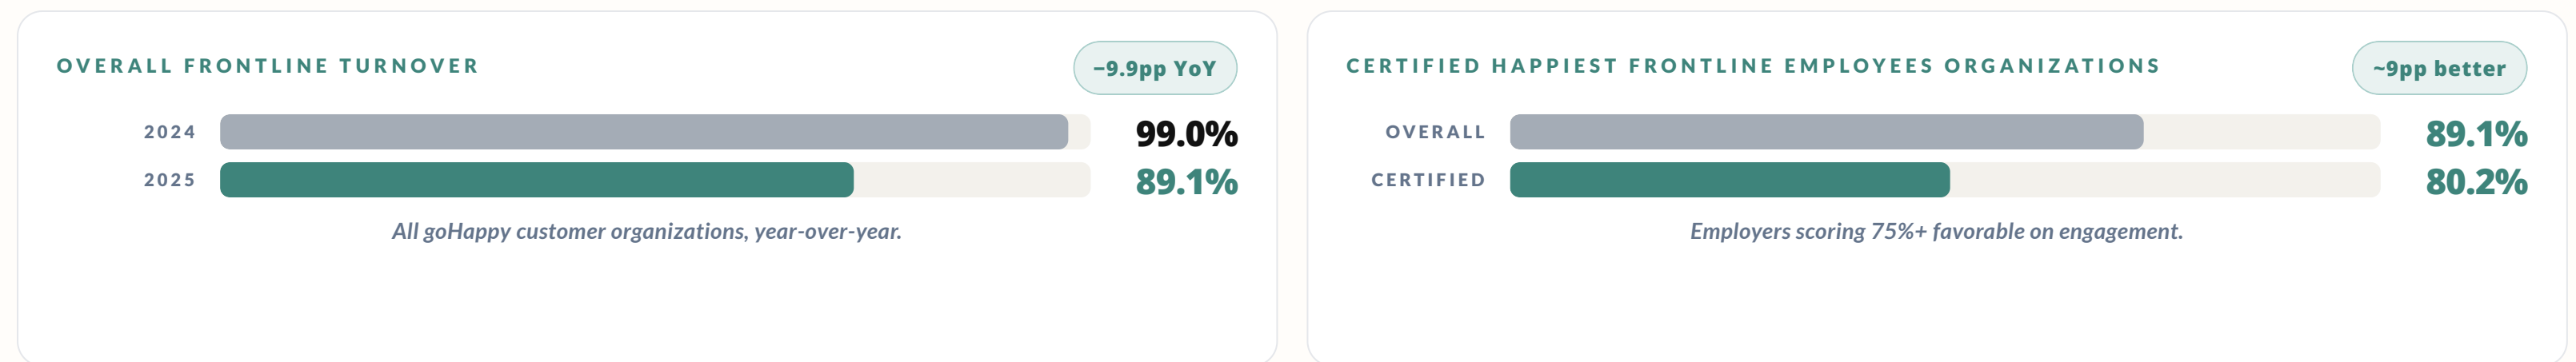 OVERALL FRONTLINE TURNOVER
−9.9pp YoY
2024
99.0%
2025
89.1%
All goHappy customer organizations, year-over-year.
CERTIFIED HAPPIEST FRONTLINE EMPLOYEES ORGANIZATIONS
~9pp better
OVERALL
89.1%
CERTIFIED
80.2%
Employers scoring 75%+ favorable on engagement.